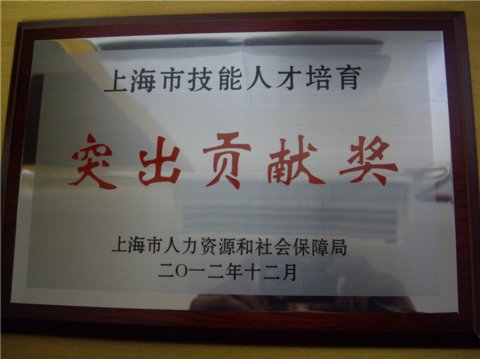 上海市技能人才培育
突出贡献奖
上海市人力资源和社会保障局
二〇一二年十二月